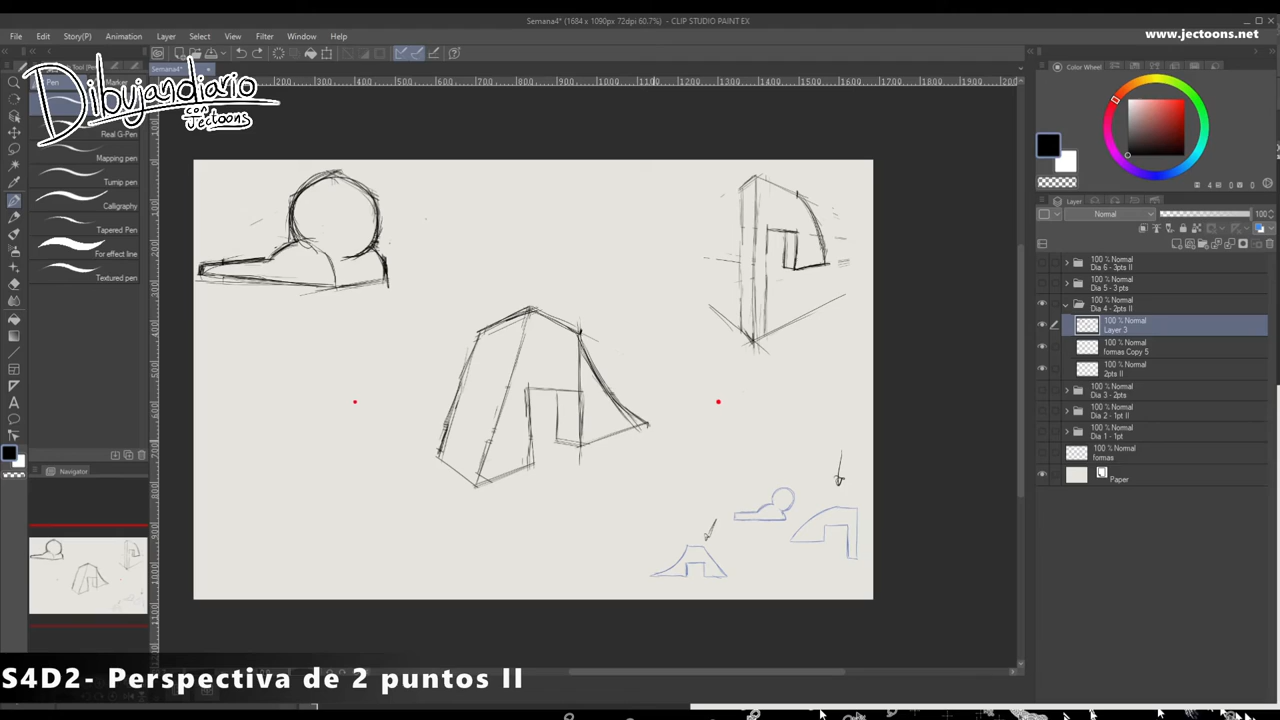 Semana4* (1684 x 1090px 72dpi 60.7%) - CLIP STUDIO PAINT EX
www.jectoons.net
File Edit Story(P) Animation Layer Select View Filter Window Help
Semana4*
Color Wheel
Dibujandiario
con
Jectoons
Pen
Marker
Real G-Pen
Mapping pen
Turnip pen
Calligraphy
Tapered Pen
For effect line
Textured pen
Navigator
Layer
Normal
100
100 % Normal
Dia 6 - 3pts II
100 % Normal
Dia 5 - 3 pts
100 % Normal
Dia 4 - 2pts II
100 % Normal
Layer 3
100 % Normal
formas Copy 5
100 % Normal
2pts II
100 % Normal
Dia 3 - 2pts
100 % Normal
Dia 2 - 1pt II
100 % Normal
Dia 1 - 1pt
100 % Normal
formas
Paper
S4D2- Perspectiva de 2 puntos II